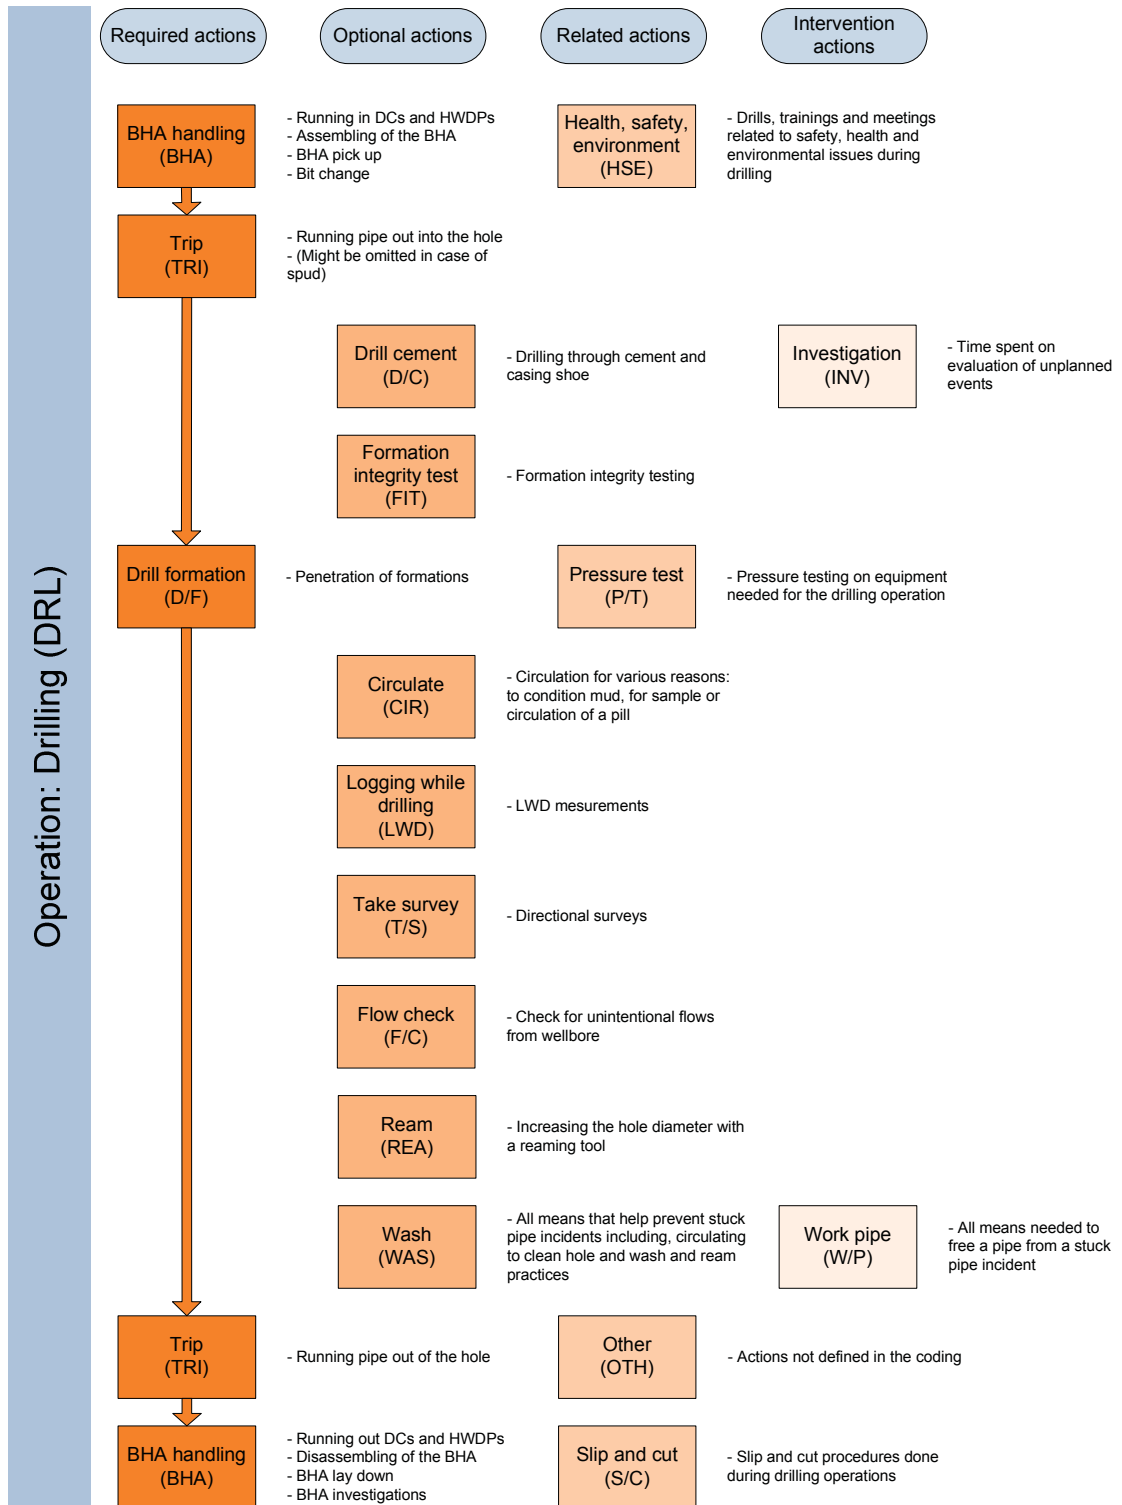 Operation: Drilling (DRL)
Required actions
Optional actions
Related actions
Intervention
actions
BHA handling
(BHA)
- Running in DCs and HWDPs
- Assembling of the BHA
- BHA pick up
- Bit change
Health, safety,
environment
(HSE)
- Drills, trainings and meetings
related to safety, health and
environmental issues during
drilling
Trip
(TRI)
- Running pipe out into the hole
- (Might be omitted in case of
spud)
Drill cement
(D/C)
- Drilling through cement and
casing shoe
Investigation
(INV)
- Time spent on
evaluation of unplanned
events
Formation
integrity test
(FIT)
- Formation integrity testing
Drill formation
(D/F)
- Penetration of formations
Pressure test
(P/T)
- Pressure testing on equipment
needed for the drilling operation
Circulate
(CIR)
- Circulation for various reasons:
to condition mud, for sample or
circulation of a pill
Logging while
drilling
(LWD)
- LWD mesurements
Take survey
(T/S)
- Directional surveys
Flow check
(F/C)
- Check for unintentional flows
from wellbore
Ream
(REA)
- Increasing the hole diameter with
a reaming tool
Wash
(WAS)
- All means that help prevent stuck
pipe incidents including, circulating
to clean hole and wash and ream
practices
Work pipe
(W/P)
- All means needed to
free a pipe from a stuck
pipe incident
Trip
(TRI)
- Running pipe out of the hole
Other
(OTH)
- Actions not defined in the coding
BHA handling
(BHA)
- Running out DCs and HWDPs
- Disassembling of the BHA
- BHA lay down
- BHA investigations
Slip and cut
(S/C)
- Slip and cut procedures done
during drilling operations